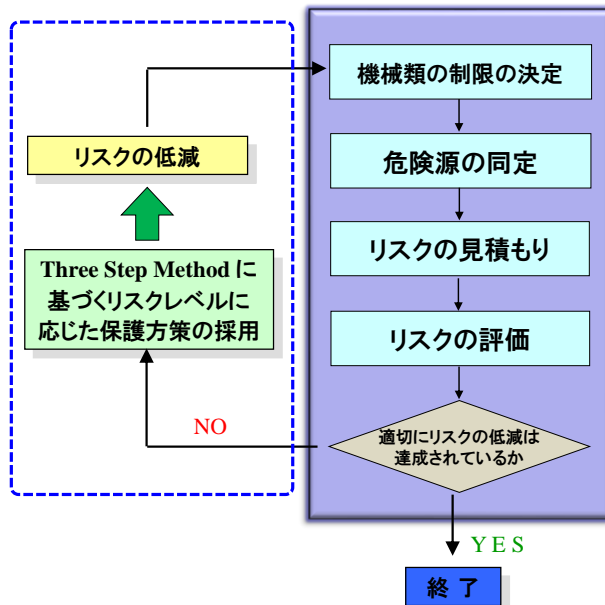 機械類の制限の決定
危険源の同定
リスクの見積もり
リスクの評価
適切にリスクの低減は
達成されているか
NO
YES
Three Step Method に
基づくリスクレベルに
応じた保護方策の採用
リスクの低減
終 了